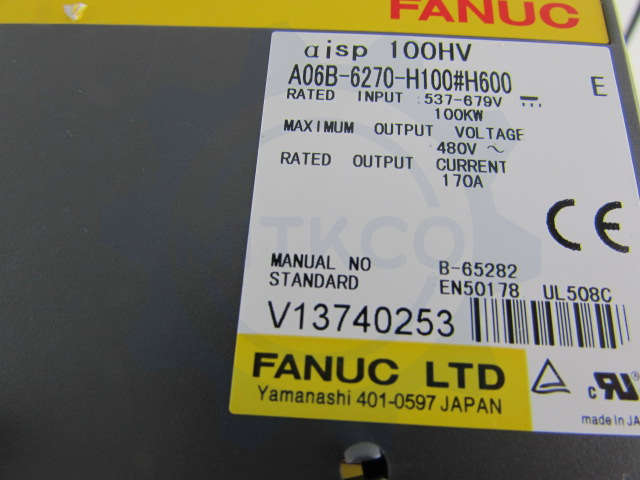 FANUC
αisp 100HV
A06B-6270-H100#H600
E
RATED INPUT :537-679V ⎓
100KW
MAXIMUM OUTPUT VOLTAGE
:480V ~
RATED OUTPUT CURRENT
:170A
TKCO
CE
MANUAL NO B-65282
STANDARD EN50178 UL508C
V13740253
FANUC LTD
Yamanashi 401-0597 JAPAN
c RU US
made in JA